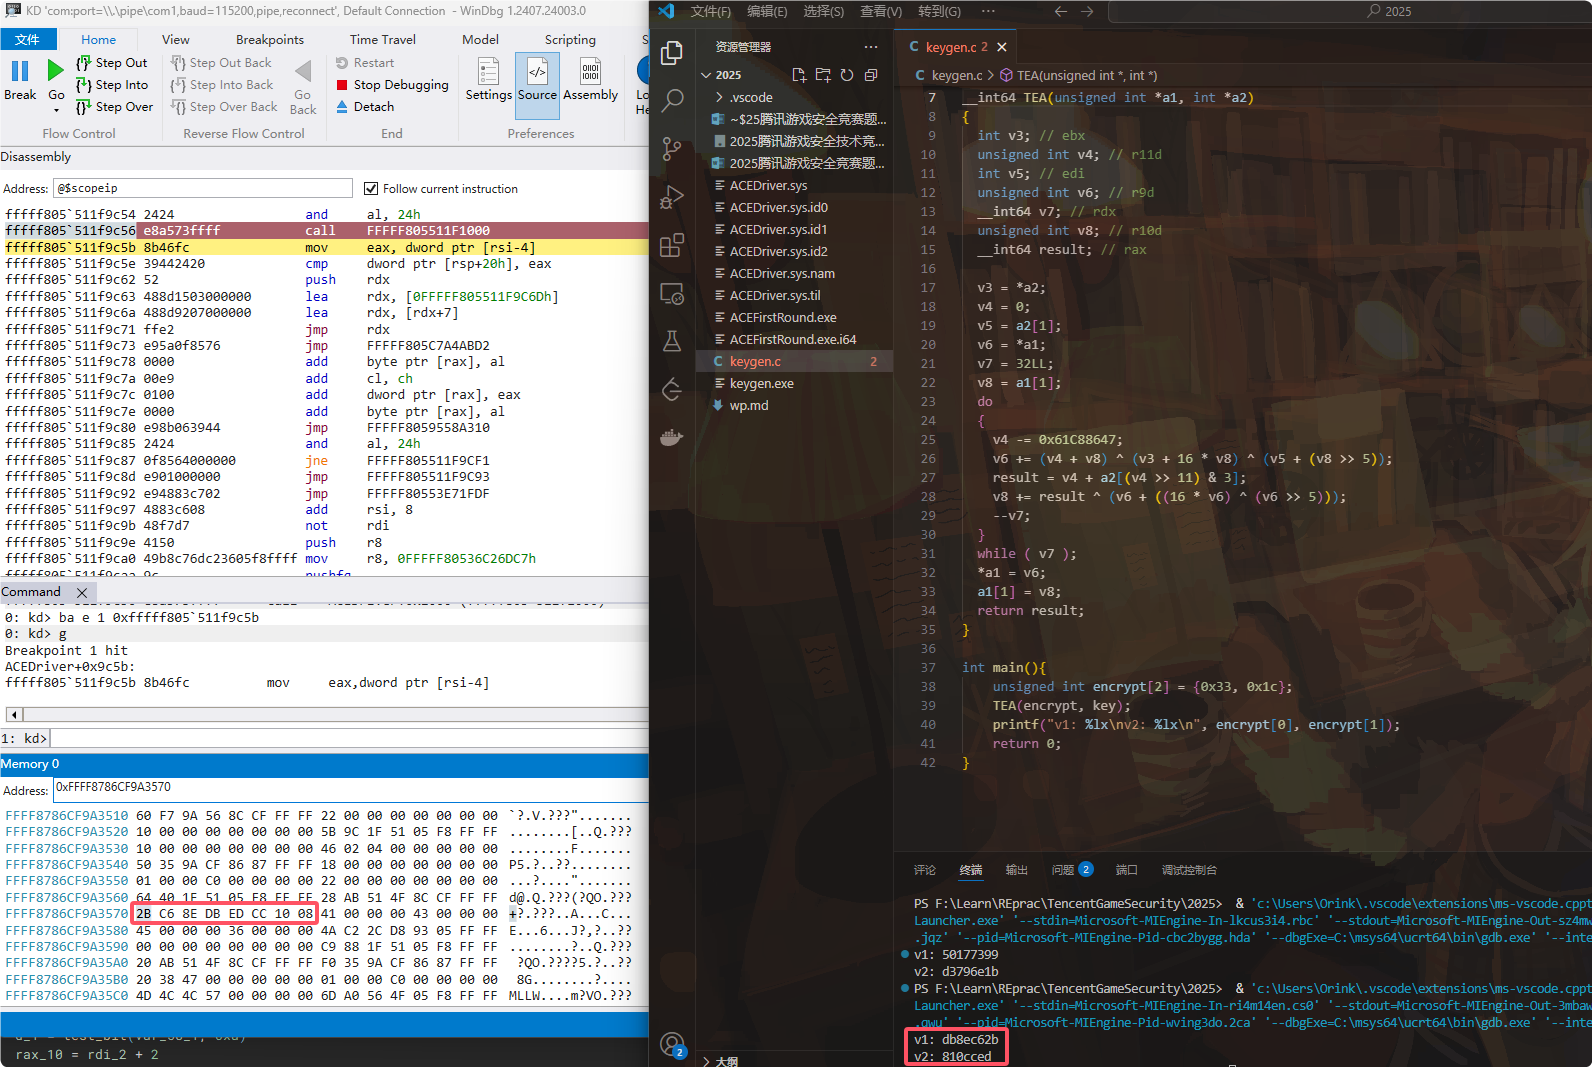 KD 'com:port=\\.\pipe\com1,baud=115200,pipe,reconnect', Default Connection - WinDbg 1.2407.24003.0
文件 Home View Breakpoints Time Travel Model Scripting
Break Go
Step Out
Step Into
Step Over
Step Out Back
Step Into Back
Step Over Back
Go Back
Restart
Stop Debugging
Detach
Settings Source Assembly
Flow Control Reverse Flow Control End Preferences
Disassembly
Address: @$scopeip Follow current instruction
fffff805`511f9c54 2424 and al, 24h
fffff805`511f9c56 e8a573ffff call FFFFF805511F1000
fffff805`511f9c5b 8b46fc mov eax, dword ptr [rsi-4]
fffff805`511f9c5e 39442420 cmp dword ptr [rsp+20h], eax
fffff805`511f9c62 52 push rdx
fffff805`511f9c63 488d1503000000 lea rdx, [0FFFFF805511F9C6Dh]
fffff805`511f9c6a 488d9207000000 lea rdx, [rdx+7]
fffff805`511f9c71 ffe2 jmp rdx
fffff805`511f9c73 e95a0f8576 jmp FFFFF805C7A4ABD2
fffff805`511f9c78 0000 add byte ptr [rax], al
fffff805`511f9c7a 00e9 add cl, ch
fffff805`511f9c7c 0100 add dword ptr [rax], eax
fffff805`511f9c7e 0000 add byte ptr [rax], al
fffff805`511f9c80 e98b063944 jmp FFFFF8059558A310
fffff805`511f9c85 2424 and al, 24h
fffff805`511f9c87 0f8564000000 jne FFFFF805511F9CF1
fffff805`511f9c8d e901000000 jmp FFFFF805511F9C93
fffff805`511f9c92 e94883c702 jmp FFFFF80553E71FDF
fffff805`511f9c97 4883c608 add rsi, 8
fffff805`511f9c9b 48f7d7 not rdi
fffff805`511f9c9e 4150 push r8
fffff805`511f9ca0 49b8c76dc23605f8ffff mov r8, 0FFFFF80536C26DC7h
Command
0: kd> ba e 1 0xfffff805`511f9c5b
0: kd> g
Breakpoint 1 hit
ACEDriver+0x9c5b:
fffff805`511f9c5b 8b46fc mov eax,dword ptr [rsi-4]
1: kd>
Memory 0
Address: 0xFFFF8786CF9A3570
FFFF8786CF9A3510 60 F7 9A 56 8C CF FF FF 22 00 00 00 00 00 00 00 `?.V.???".......
FFFF8786CF9A3520 10 00 00 00 00 00 00 00 5B 9C 1F 51 05 F8 FF FF ........[..Q.???
FFFF8786CF9A3530 10 00 00 00 00 00 00 00 46 02 04 00 00 00 00 00 ........F.......
FFFF8786CF9A3540 50 35 9A CF 86 87 FF FF 18 00 00 00 00 00 00 00 P5.?..??........
FFFF8786CF9A3550 01 00 00 C0 00 00 00 00 22 00 00 00 00 00 00 00 ...?....".......
FFFF8786CF9A3560 64 40 1F 51 05 F8 FF FF 28 AB 51 4F 8C CF FF FF d@.Q.???(?QO.???
FFFF8786CF9A3570 2B C6 8E DB ED CC 10 08 41 00 00 00 43 00 00 00 +?.???..A...C...
FFFF8786CF9A3580 45 00 00 00 36 00 00 00 4A C2 2C D8 93 05 FF FF E...6...J?,?..??
FFFF8786CF9A3590 00 00 00 00 00 00 00 00 C9 88 1F 51 05 F8 FF FF ........?..Q.???
FFFF8786CF9A35A0 20 AB 51 4F 8C CF FF FF F0 35 9A CF 86 87 FF FF ?QO.????5.?..??
FFFF8786CF9A35B0 20 38 47 00 00 00 00 00 01 00 00 C0 00 00 00 00 8G........?....
FFFF8786CF9A35C0 4D 4C 4C 57 00 00 00 00 6D A0 56 4F 05 F8 FF FF MLLW....m?VO.???
rax_10 = rdi_2 + 2
文件(F) 编辑(E) 选择(S) 查看(V) 转到(G) ··· 2025
资源管理器
2025
.vscode
~$25腾讯游戏安全竞赛题...
2025腾讯游戏安全技术竞...
2025腾讯游戏安全竞赛题...
ACEDriver.sys
ACEDriver.sys.id0
ACEDriver.sys.id1
ACEDriver.sys.id2
ACEDriver.sys.nam
ACEDriver.sys.til
ACEFirstRound.exe
ACEFirstRound.exe.i64
keygen.c 2
keygen.exe
wp.md
大纲
2
keygen.c 2
keygen.c > TEA(unsigned int *, int *)
7 __int64 TEA(unsigned int *a1, int *a2)
8 {
9 int v3; // ebx
10 unsigned int v4; // r11d
11 int v5; // edi
12 unsigned int v6; // r9d
13 __int64 v7; // rdx
14 unsigned int v8; // r10d
15 __int64 result; // rax
16
17 v3 = *a2;
18 v4 = 0;
19 v5 = a2[1];
20 v6 = *a1;
21 v7 = 32LL;
22 v8 = a1[1];
23 do
24 {
25 v4 -= 0x61C88647;
26 v6 += (v4 + v8) ^ (v3 + 16 * v8) ^ (v5 + (v8 >> 5));
27 result = v4 + a2[(v4 >> 11) & 3];
28 v8 += result ^ (v6 + ((16 * v6) ^ (v6 >> 5)));
29 --v7;
30 }
31 while ( v7 );
32 *a1 = v6;
33 a1[1] = v8;
34 return result;
35 }
36
37 int main(){
38 unsigned int encrypt[2] = {0x33, 0x1c};
39 TEA(encrypt, key);
40 printf("v1: %lx\nv2: %lx\n", encrypt[0], encrypt[1]);
41 return 0;
42 }
评论 终端 输出 问题 2 端口 调试控制台
PS F:\Learn\REprac\TencentGameSecurity\2025> & 'c:\Users\Orink\.vscode\extensions\ms-vscode.cppt
Launcher.exe' '--stdin=Microsoft-MIEngine-In-lkcus3i4.rbc' '--stdout=Microsoft-MIEngine-Out-sz4mw
.jqz' '--pid=Microsoft-MIEngine-Pid-cbc2bygg.hda' '--dbgExe=C:\msys64\ucrt64\bin\gdb.exe' '--inte
v1: 50177399
v2: d3796e1b
PS F:\Learn\REprac\TencentGameSecurity\2025> & 'c:\Users\Orink\.vscode\extensions\ms-vscode.cppt
Launcher.exe' '--stdin=Microsoft-MIEngine-In-ri4m14en.cs0' '--stdout=Microsoft-MIEngine-Out-3mbaw
.qwu' '--pid=Microsoft-MIEngine-Pid-wving3do.2ca' '--dbgExe=C:\msys64\ucrt64\bin\gdb.exe' '--inte
v1: db8ec62b
v2: 810cced